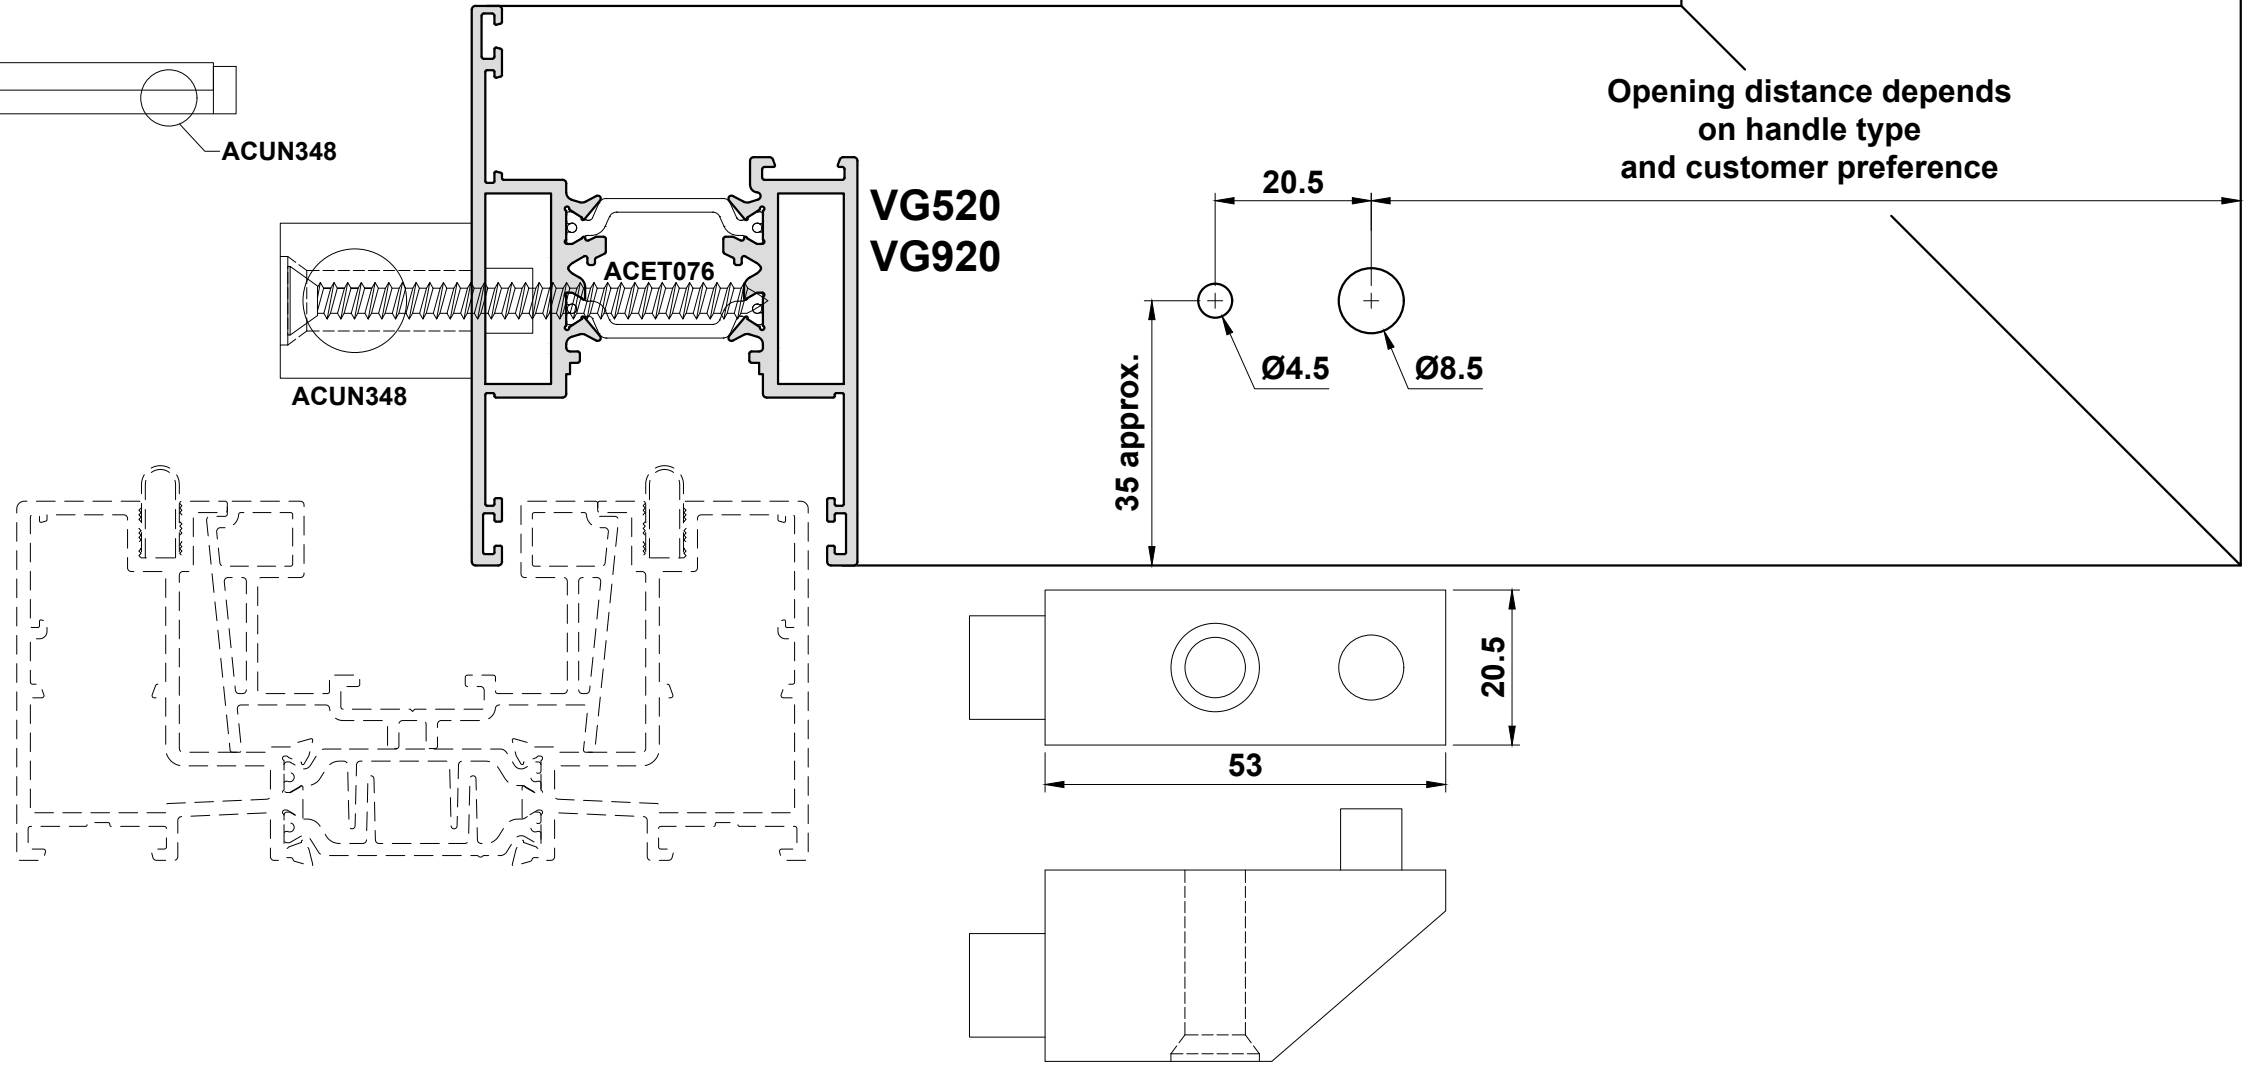 Opening distance depends
on handle type
and customer preference
ACUN348
20.5
VG520
VG920
ACET076
Ø4.5
Ø8.5
ACUN348
35 approx.
20.5
53